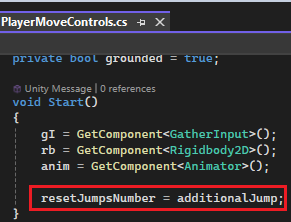 PlayerMoveControls.cs
private bool grounded = true;
Unity Message | 0 references
void Start()
{
gI = GetComponent<GatherInput>();
rb = GetComponent<Rigidbody2D>();
anim = GetComponent<Animator>();
resetJumpsNumber = additionalJump;
}